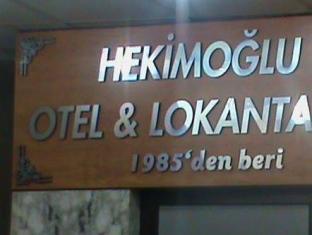 HEKİMOĞLU
OTEL & LOKANTA
1985'den beri